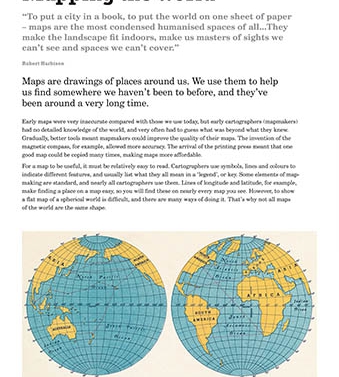 Mapping the World
“To put a city in a book, to put the world on one sheet of paper
– maps are the most condensed humanised spaces of all...They
make the landscape fit indoors, make us masters of sights we
can’t see and spaces we can’t cover.”
Robert Harbison
Maps are drawings of places around us. We use them to help
us find somewhere we haven’t been to before, and they’ve
been around a very long time.
Early maps were very inaccurate compared with those we use today, but early cartographers (mapmakers)
had no detailed knowledge of the world, and very often had to guess what was beyond what they knew.
Gradually, better tools meant mapmakers could improve the quality of their maps. The invention of the
magnetic compass, for example, allowed more accuracy. The arrival of the printing press meant that one
good map could be copied many times, making maps more affordable.
For a map to be useful, it must be relatively easy to read. Cartographers use symbols, lines and colours to
indicate different features, and usually list what they all mean in a ‘legend’, or key. Some elements of map-
making are standard, and nearly all cartographers use them. Lines of longitude and latitude, for example,
make finding a place on a map easy, so you will find these on nearly every map you see. However, to show
a flat map of a spherical world is difficult, and there are many ways of doing it. That’s why not all maps
of the world are the same shape.
ASIA
AUSTRALIA
EUROPE
AFRICA
SOUTH
AMERICA